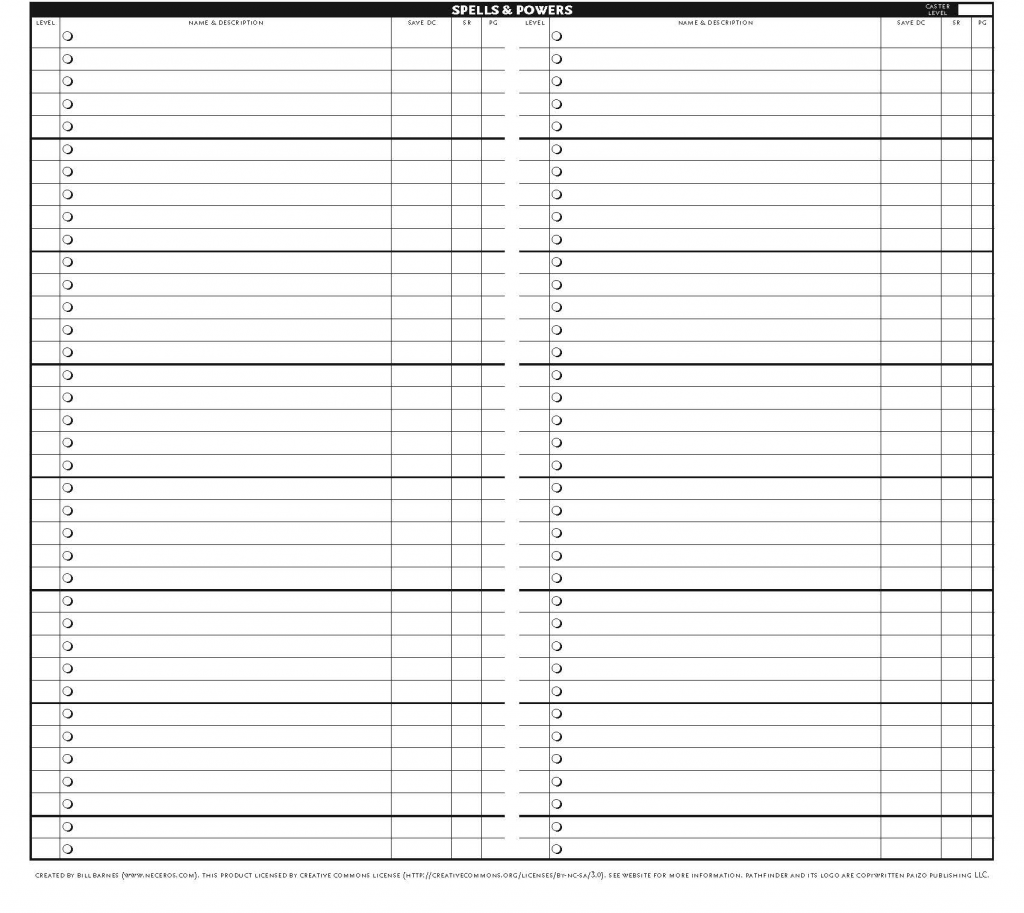 SPELLS & POWERS
CASTER
LEVEL
LEVEL NAME & DESCRIPTION SAVE DC SR PG LEVEL NAME & DESCRIPTION SAVE DC SR PG
CREATED BY BILL BARNES (WWW.NECEROS.COM). THIS PRODUCT LICENSED BY CREATIVE COMMONS LICENSE (HTTP://CREATIVECOMMONS.ORG/LICENSES/BY-NC-SA/3.0). SEE WEBSITE FOR MORE INFORMATION. PATHFINDER AND ITS LOGO ARE COPYWRITTEN PAIZO PUBLISHING LLC.